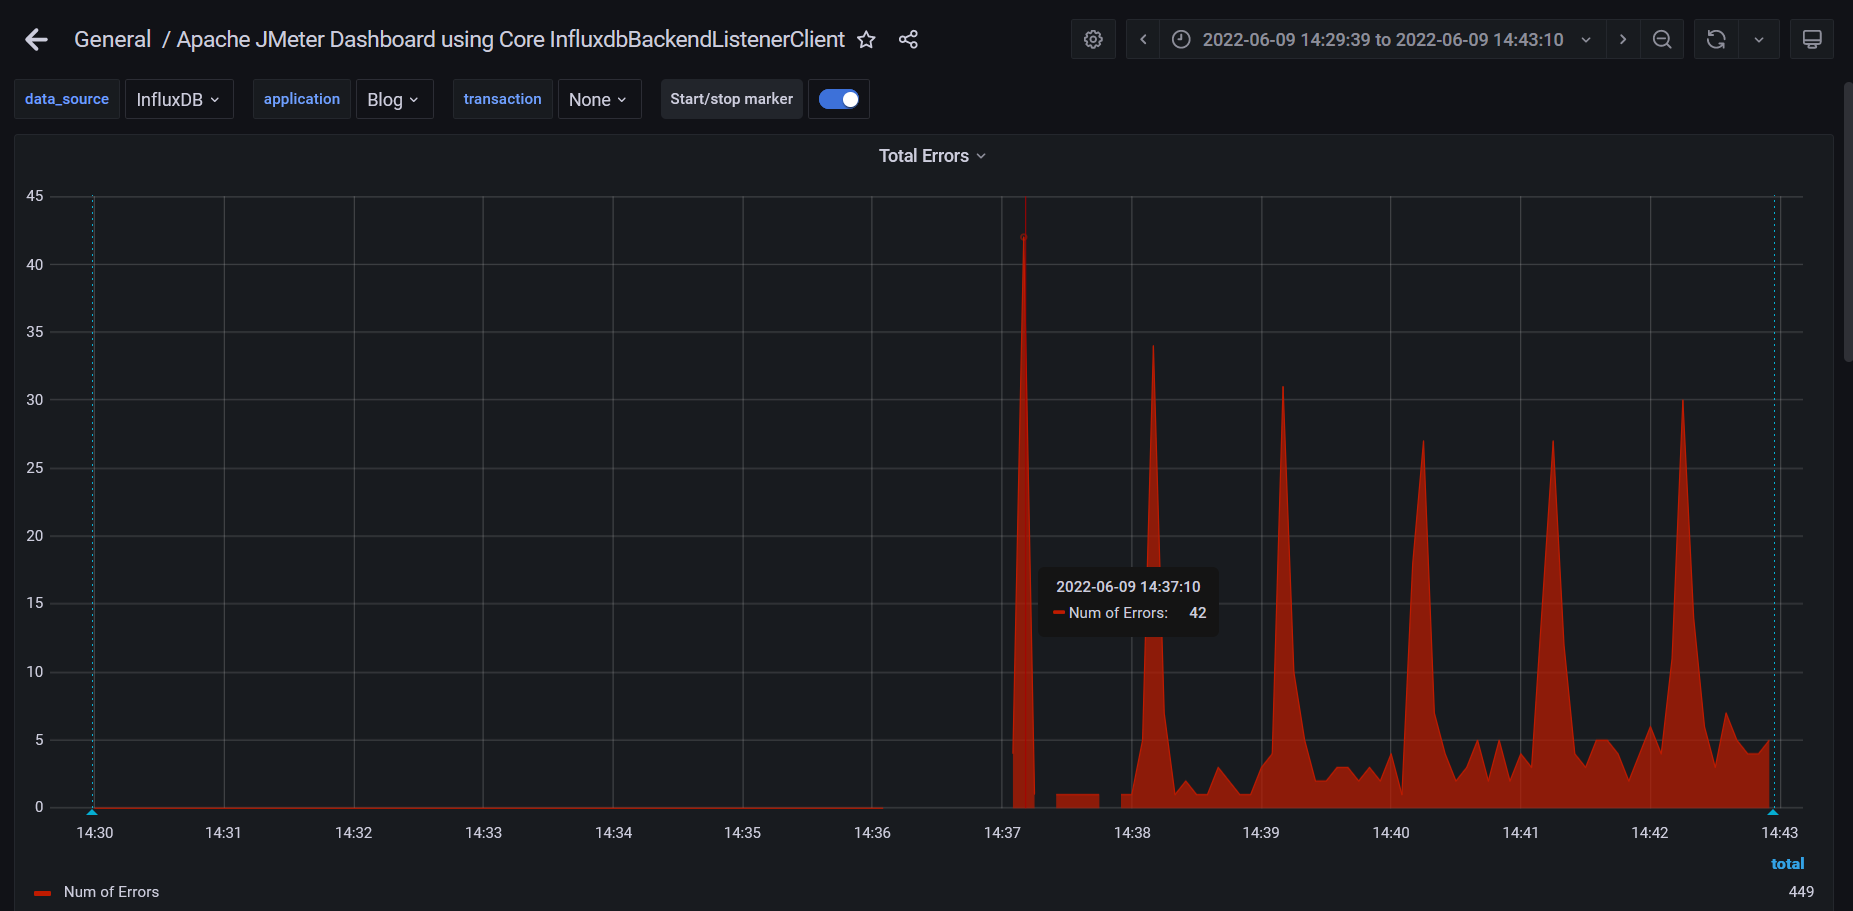 General / Apache JMeter Dashboard using Core InfluxdbBackendListenerClient
2022-06-09 14:29:39 to 2022-06-09 14:43:10
data_source InfluxDB application Blog transaction None Start/stop marker
Total Errors
45
40
35
30
25
20
15
10
5
0
2022-06-09 14:37:10
Num of Errors: 42
14:30 14:31 14:32 14:33 14:34 14:35 14:36 14:37 14:38 14:39 14:40 14:41 14:42 14:43
total
Num of Errors 449